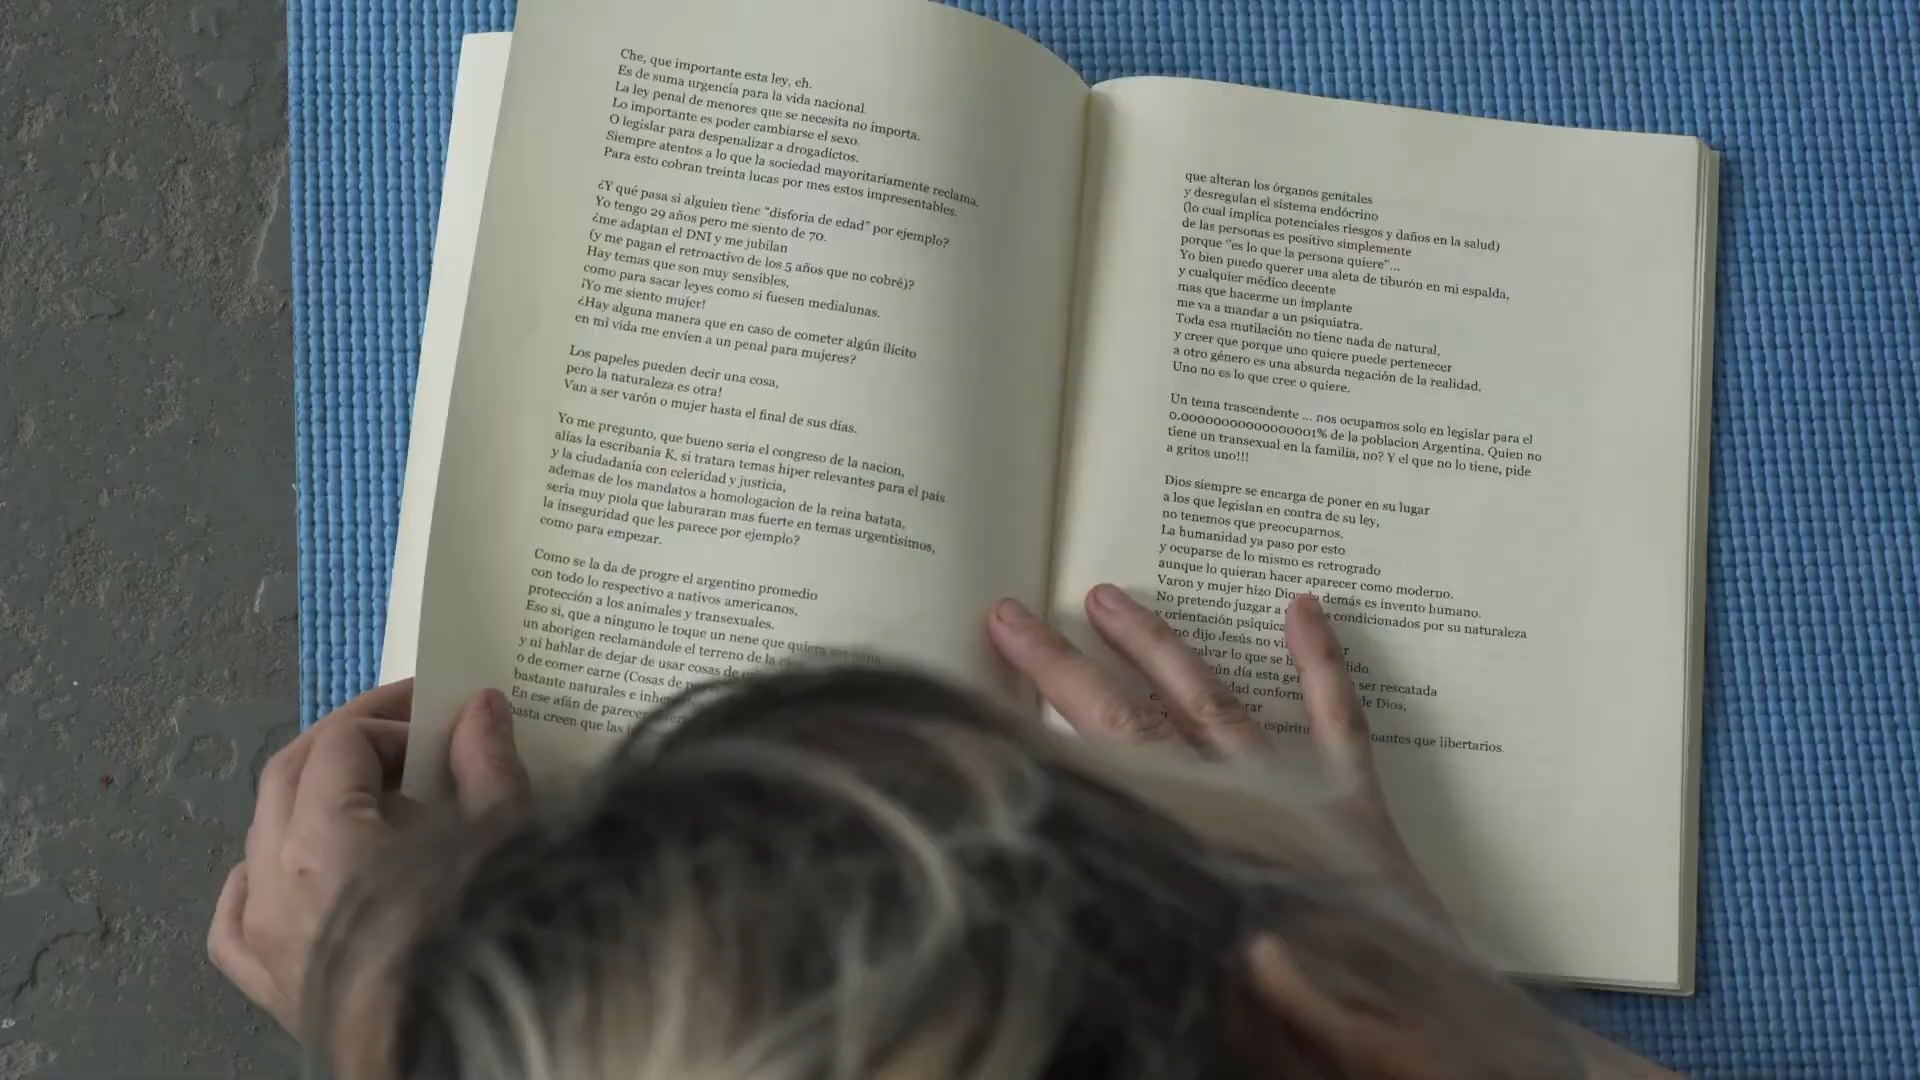 Che, que importante esta ley, eh.
Es de suma urgencia para la vida nacional.
La ley penal de menores que se necesita no importa.
Lo importante es poder cambiarse el sexo
O legislar para despenalizar a drogadictos.
Siempre atentos a lo que la sociedad mayoritariamente reclama.
Para esto cobran treinta lucas por mes estos impresentables.
¿Y qué pasa si alguien tiene “disforia de edad” por ejemplo?
Yo tengo 29 años pero me siento de 70.
¿me adaptan el DNI y me jubilan
(y me pagan el retroactivo de los 5 años que no cobré)?
Hay temas que son muy sensibles,
como para sacar leyes como si fuesen medialunas.
¡Yo me siento mujer!
¿Hay alguna manera que en caso de cometer algún ilícito
en mi vida me envíen a un penal para mujeres?
Los papeles pueden decir una cosa,
pero la naturaleza es otra!
Van a ser varón o mujer hasta el final de sus días.
Yo me pregunto, que bueno seria el congreso de la nacion,
alias la escribania K, si tratara temas hiper relevantes para el pais
y la ciudadania con celeridad y justicia,
ademas de los mandatos a homologacion de la reina batata,
seria muy piola que laburaran mas fuerte en temas urgentisimos,
la inseguridad que les parece por ejemplo?
como para empezar.
Como se la da de progre el argentino promedio
con todo lo respectivo a nativos americanos,
protección a los animales y transexuales.
Eso si, que a ninguno le toque un nene que quiera ser nena
un aborigen reclamándole el terreno de la
y ni hablar de dejar de usar cosas de
o de comer carne (Cosas de
bastante naturales e
En ese afán de parecer
hasta creen que las
que alteran los órganos genitales
y desregulan el sistema endócrino
(lo cual implica potenciales riesgos y daños en la salud)
de las personas es positivo simplemente
porque “es lo que la persona quiere”...
Yo bien puedo querer una aleta de tiburón en mi espalda,
y cualquier médico decente
mas que hacerme un implante
me va a mandar a un psiquiatra.
Toda esa mutilación no tiene nada de natural,
y creer que porque uno quiere puede pertenecer
a otro género es una absurda negación de la realidad.
Uno no es lo que cree o quiere.
Un tema trascendente ... nos ocupamos solo en legislar para el
0.0000000000000001% de la poblacion Argentina. Quien no
tiene un transexual en la familia, no? Y el que no lo tiene, pide
a gritos uno!!!
Dios siempre se encarga de poner en su lugar
a los que legislan en contra de su ley,
no tenemos que preocuparnos.
La humanidad ya paso por esto
y ocuparse de lo mismo es retrogrado
aunque lo quieran hacer aparecer como moderno.
Varon y mujer hizo Dios demás es invento humano.
No pretendo juzgar a condicionados por su naturaleza
y orientación psíquica
dijo Jesús no
salvar lo que se
día esta ser rescatada
conform de Dios,
nantes que libertarios.